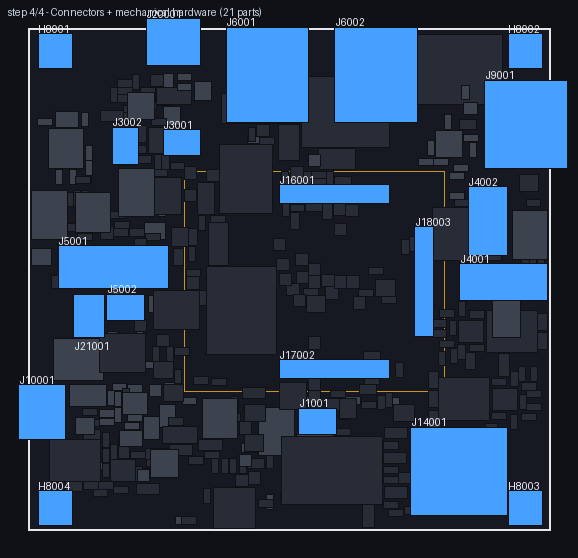 step 4/4 - Connectors + mechanical/hardware (21 parts)
H8001
J6001
J6002
H8002
J9001
J3002
J3001
J16001
J4002
J18003
J5001
J4001
J5002
J21001
J17002
J10001
J1001
J14001
H8004
H8003